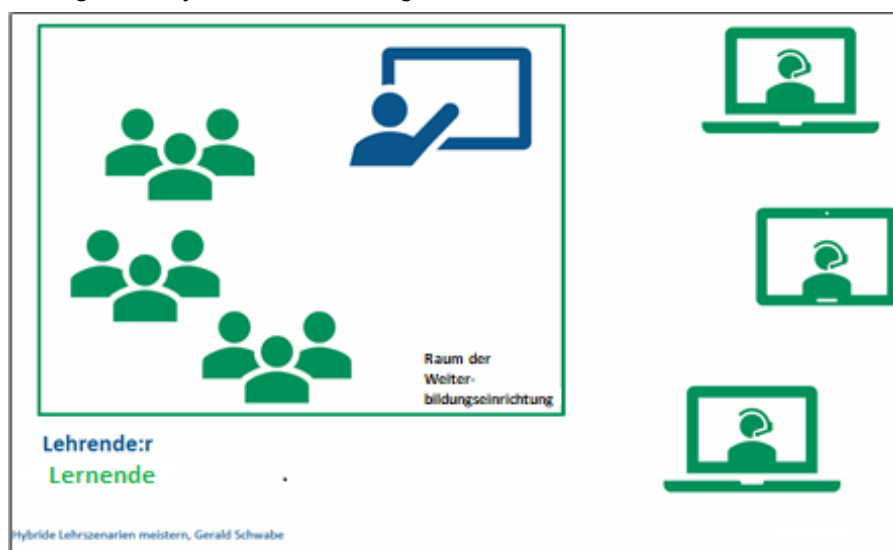 Raum der
Weiter-
bildungseinrichtung
Lehrende:r
Lernende
.
Hybride Lehrszenarien meistern, Gerald Schwabe